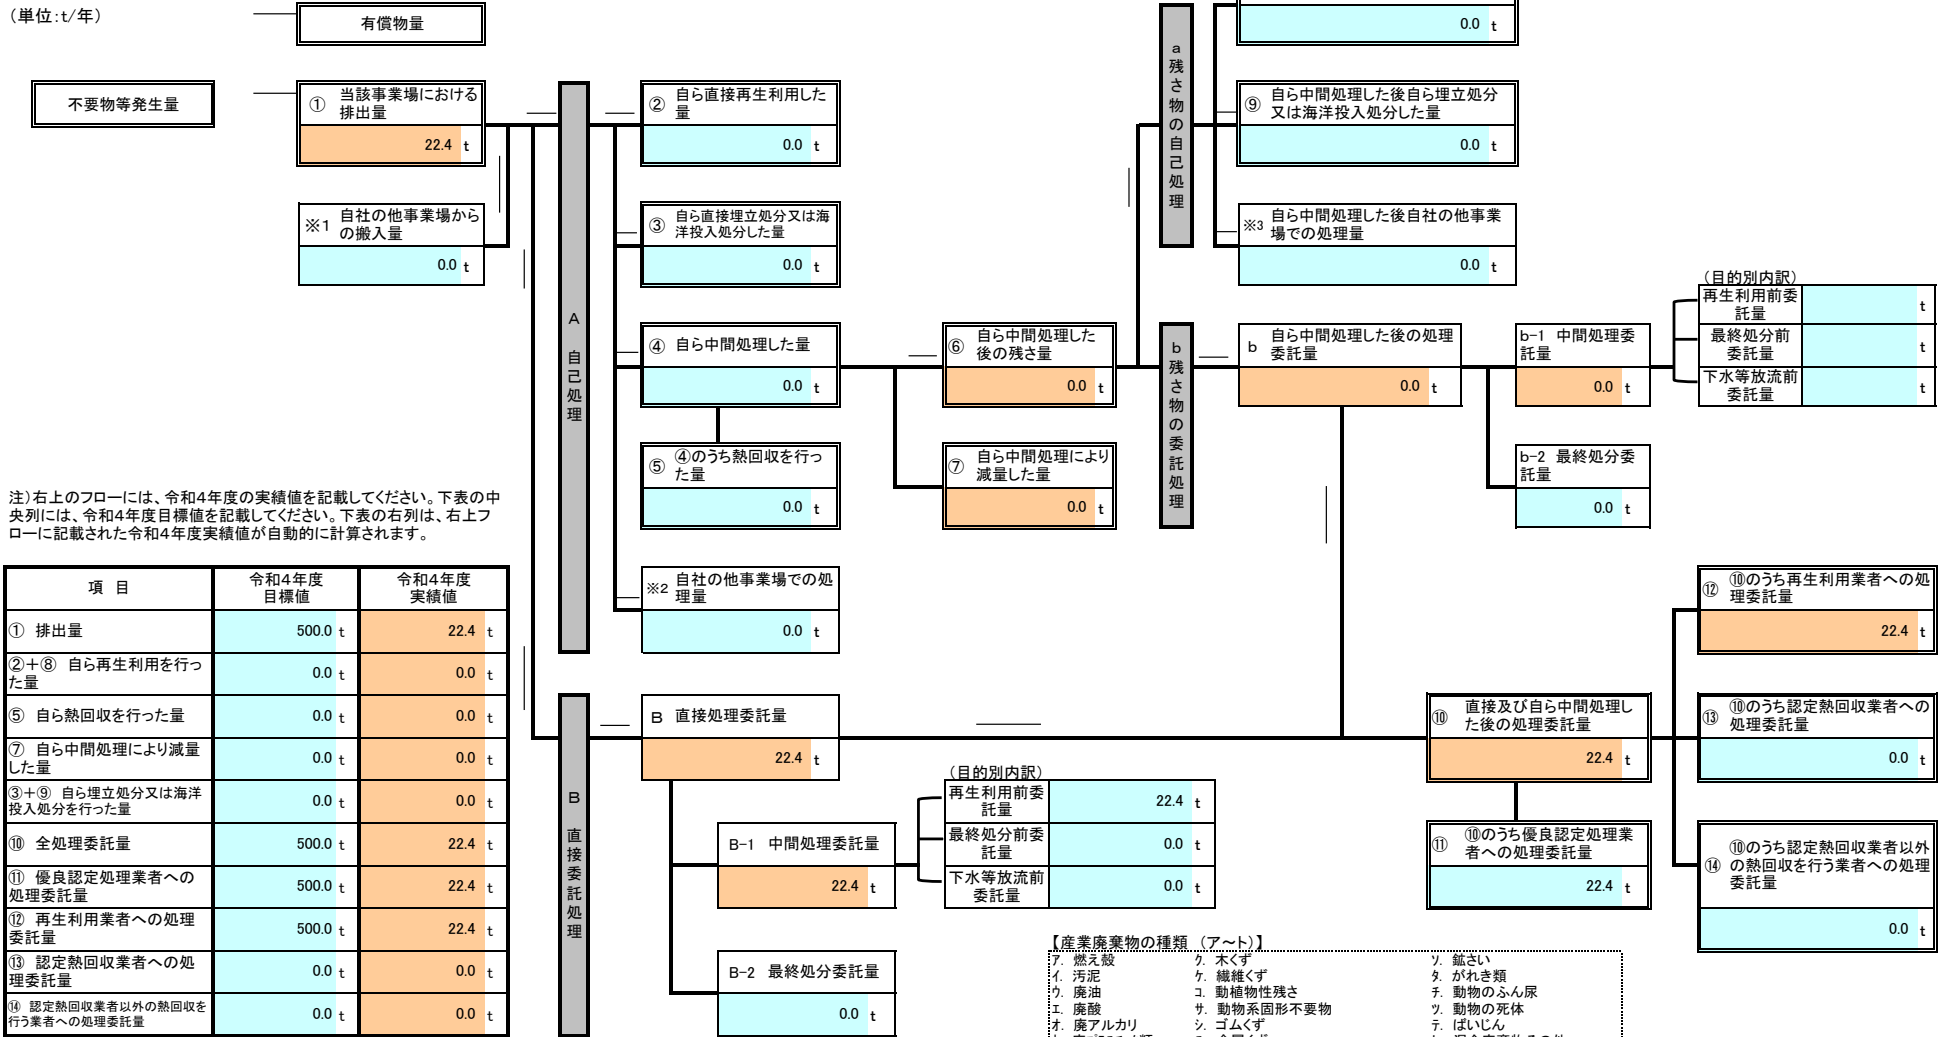 (単位:t/年)
有償物量
0.0 t
不要物等発生量
① 当該事業場における
排出量
22.4 t
※1 自社の他事業場から
の搬入量
0.0 t
A 自己処理
② 自ら直接再生利用した
量
0.0 t
③ 自ら直接埋立処分又は海
洋投入処分した量
0.0 t
④ 自ら中間処理した量
0.0 t
⑤ ④のうち熱回収を行っ
た量
0.0 t
※2 自社の他事業場での処
理量
0.0 t
⑥ 自ら中間処理した
後の残さ量
0.0 t
⑦ 自ら中間処理により
減量した量
0.0 t
a 残さ物の自己処理
⑨ 自ら中間処理した後自ら埋立処分
又は海洋投入処分した量
0.0 t
※3 自ら中間処理した後自社の他事業
場での処理量
0.0 t
b 残さ物の委託処理
b 自ら中間処理した後の処理
委託量
0.0 t
b-1 中間処理委
託量
0.0 t
b-2 最終処分委
託量
0.0 t
(目的別内訳)
再生利用前委
託量
t
最終処分前
委託量
t
下水等放流前
委託量
t
注)右上のフローには、令和4年度の実績値を記載してください。下表の中
央列には、令和4年度目標値を記載してください。下表の右列は、右上フ
ローに記載された令和4年度実績値が自動的に計算されます。
項 目
令和4年度
目標値
令和4年度
実績値
① 排出量 500.0 t 22.4 t
②+⑧ 自ら再生利用を行っ
た量 0.0 t 0.0 t
⑤ 自ら熱回収を行った量 0.0 t 0.0 t
⑦ 自ら中間処理により減量
した量 0.0 t 0.0 t
③+⑨ 自ら埋立処分又は海洋
投入処分を行った量 0.0 t 0.0 t
⑩ 全処理委託量 500.0 t 22.4 t
⑪ 優良認定処理業者への
処理委託量 500.0 t 22.4 t
⑫ 再生利用業者への処理
委託量 500.0 t 22.4 t
⑬ 認定熱回収業者への処
理委託量 0.0 t 0.0 t
⑭ 認定熱回収業者以外の熱回収を
行う業者への処理委託量 0.0 t 0.0 t
B 直接委託処理
B 直接処理委託量
22.4 t
B-1 中間処理委託量
22.4 t
B-2 最終処分委託量
0.0 t
(目的別内訳)
再生利用前委
託量
22.4 t
最終処分前委
託量
0.0 t
下水等放流前
委託量
0.0 t
⑩ 直接及び自ら中間処理し
た後の処理委託量
22.4 t
⑪ ⑩のうち優良認定処理業
者への処理委託量
22.4 t
⑫ ⑩のうち再生利用業者への処
理委託量
22.4 t
⑬ ⑩のうち認定熱回収業者への
処理委託量
0.0 t
⑭ ⑩のうち認定熱回収業者以外
の熱回収を行う業者への処理
委託量
0.0 t
【産業廃棄物の種類 (ア~ト)】
ア. 燃え殻 ク. 木くず ソ. 鉱さい
イ. 汚泥 ケ. 繊維くず タ. がれき類
ウ. 廃油 コ. 動植物性残さ チ. 動物のふん尿
エ. 廃酸 サ. 動物系固形不要物 ツ. 動物の死体
オ. 廃アルカリ シ. ゴムくず テ. ばいじん